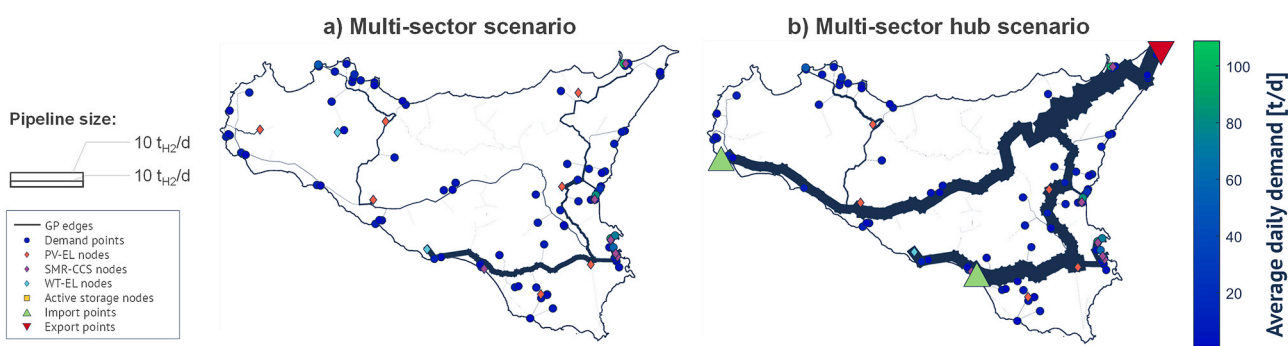 a) Multi-sector scenario
b) Multi-sector hub scenario
Pipeline size:
10 tH2/d
10 tH2/d
GP edges
Demand points
PV-EL nodes
SMR-CCS nodes
WT-EL nodes
Active storage nodes
Import points
Export points
100
80
60
40
20
Average daily demand [t/d]